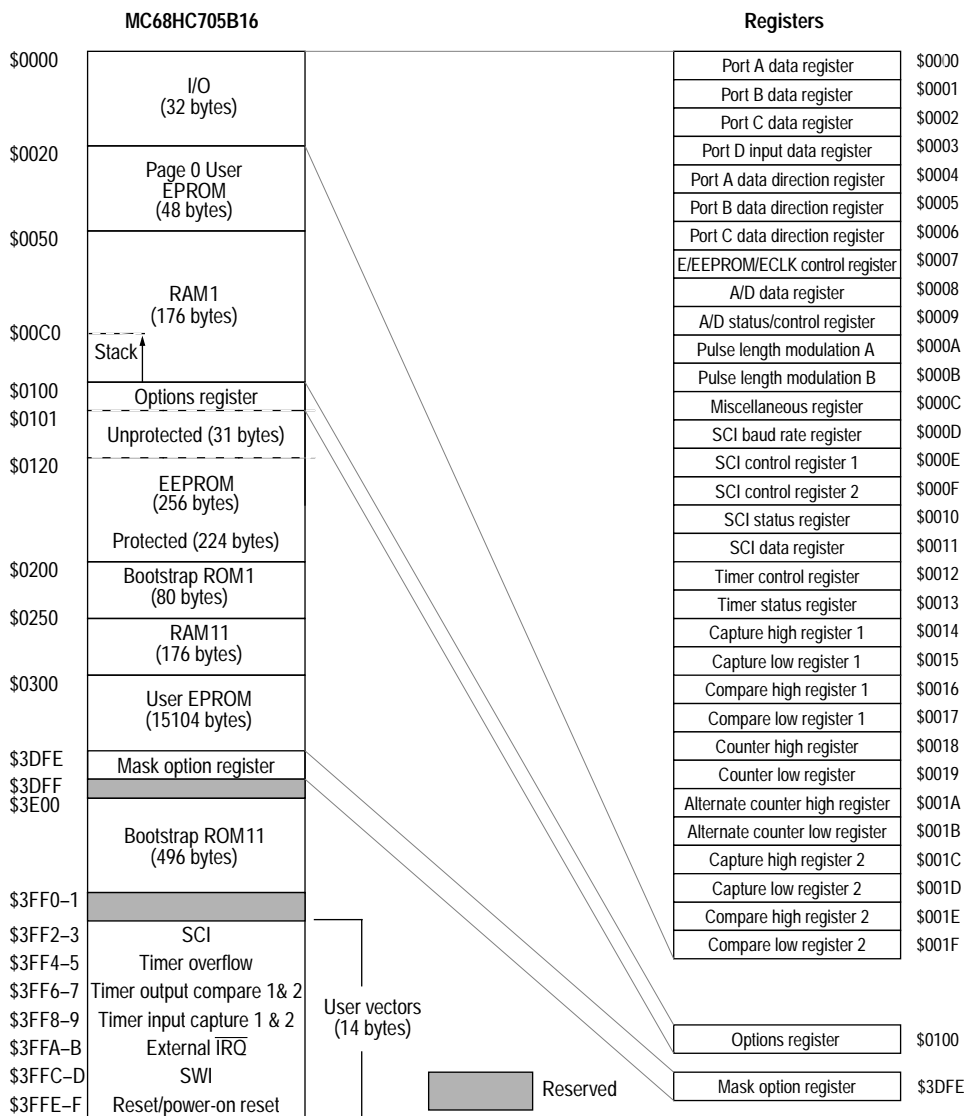 MC68HC705B16
Registers
$0000
I/O
(32 bytes)
$0020
Page 0 User
EPROM
(48 bytes)
$0050
RAM1
(176 bytes)
$00C0
Stack
$0100
Options register
$0101
Unprotected (31 bytes)
$0120
EEPROM
(256 bytes)
Protected (224 bytes)
$0200
Bootstrap ROM1
(80 bytes)
$0250
RAM11
(176 bytes)
$0300
User EPROM
(15104 bytes)
$3DFE
Mask option register
$3DFF
$3E00
Bootstrap ROM11
(496 bytes)
$3FF0–1
$3FF2–3 SCI
$3FF4–5 Timer overflow
$3FF6–7 Timer output compare 1& 2
$3FF8–9 Timer input capture 1 & 2
$3FFA–B External IRQ
$3FFC–D SWI
$3FFE–F Reset/power-on reset
User vectors
(14 bytes)
Reserved
Port A data register $0000
Port B data register $0001
Port C data register $0002
Port D input data register $0003
Port A data direction register $0004
Port B data direction register $0005
Port C data direction register $0006
E/EEPROM/ECLK control register $0007
A/D data register $0008
A/D status/control register $0009
Pulse length modulation A $000A
Pulse length modulation B $000B
Miscellaneous register $000C
SCI baud rate register $000D
SCI control register 1 $000E
SCI control register 2 $000F
SCI status register $0010
SCI data register $0011
Timer control register $0012
Timer status register $0013
Capture high register 1 $0014
Capture low register 1 $0015
Compare high register 1 $0016
Compare low register 1 $0017
Counter high register $0018
Counter low register $0019
Alternate counter high register $001A
Alternate counter low register $001B
Capture high register 2 $001C
Capture low register 2 $001D
Compare high register 2 $001E
Compare low register 2 $001F
Options register $0100
Mask option register $3DFE